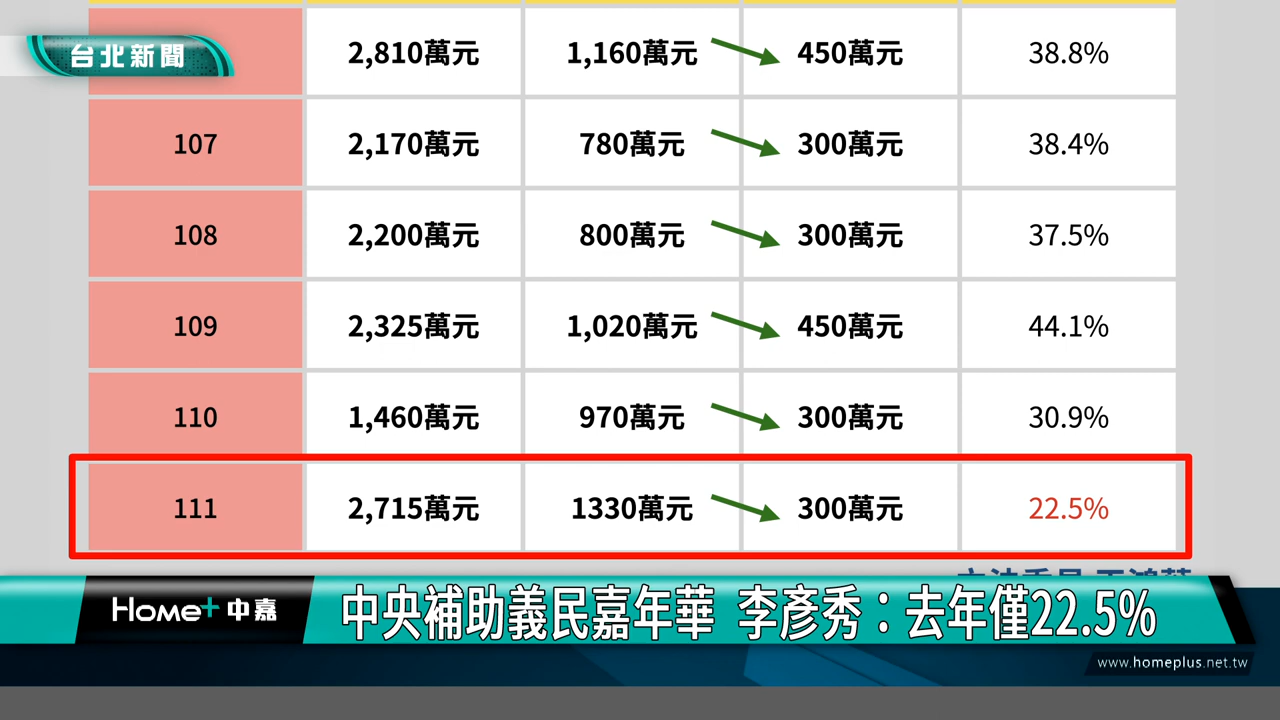 台北新聞
2,810萬元 1,160萬元 450萬元 38.8%
107 2,170萬元 780萬元 300萬元 38.4%
108 2,200萬元 800萬元 300萬元 37.5%
109 2,325萬元 1,020萬元 450萬元 44.1%
110 1,460萬元 970萬元 300萬元 30.9%
111 2,715萬元 1330萬元 300萬元 22.5%
Home+ 中嘉 中央補助義民嘉年華 李彥秀：去年僅22.5%
www.homeplus.net.tw